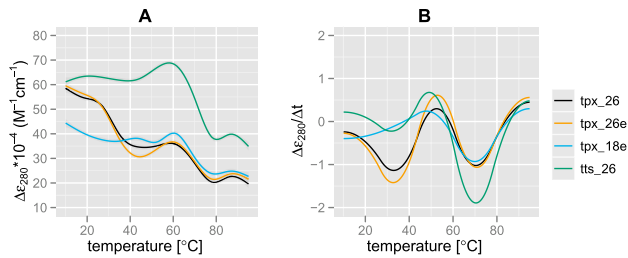 A
B
80
70
60
50
40
30
20
10
Δε₂₈₀*10⁻⁴ (M⁻¹cm⁻¹)
20 40 60 80
temperature [°C]
2
1
0
−1
−2
Δε₂₈₀/Δt
20 40 60 80
temperature [°C]
tpx_26
tpx_26e
tpx_18e
tts_26